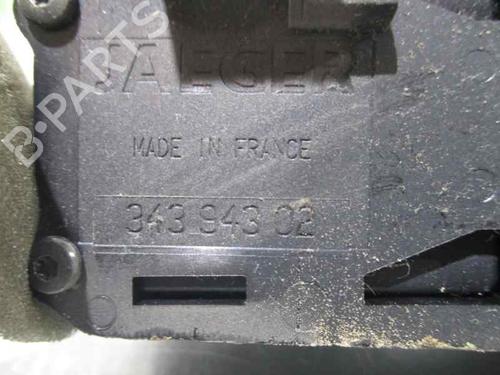 JAEGER
MADE IN FRANCE
343 943 02
B-PARTS